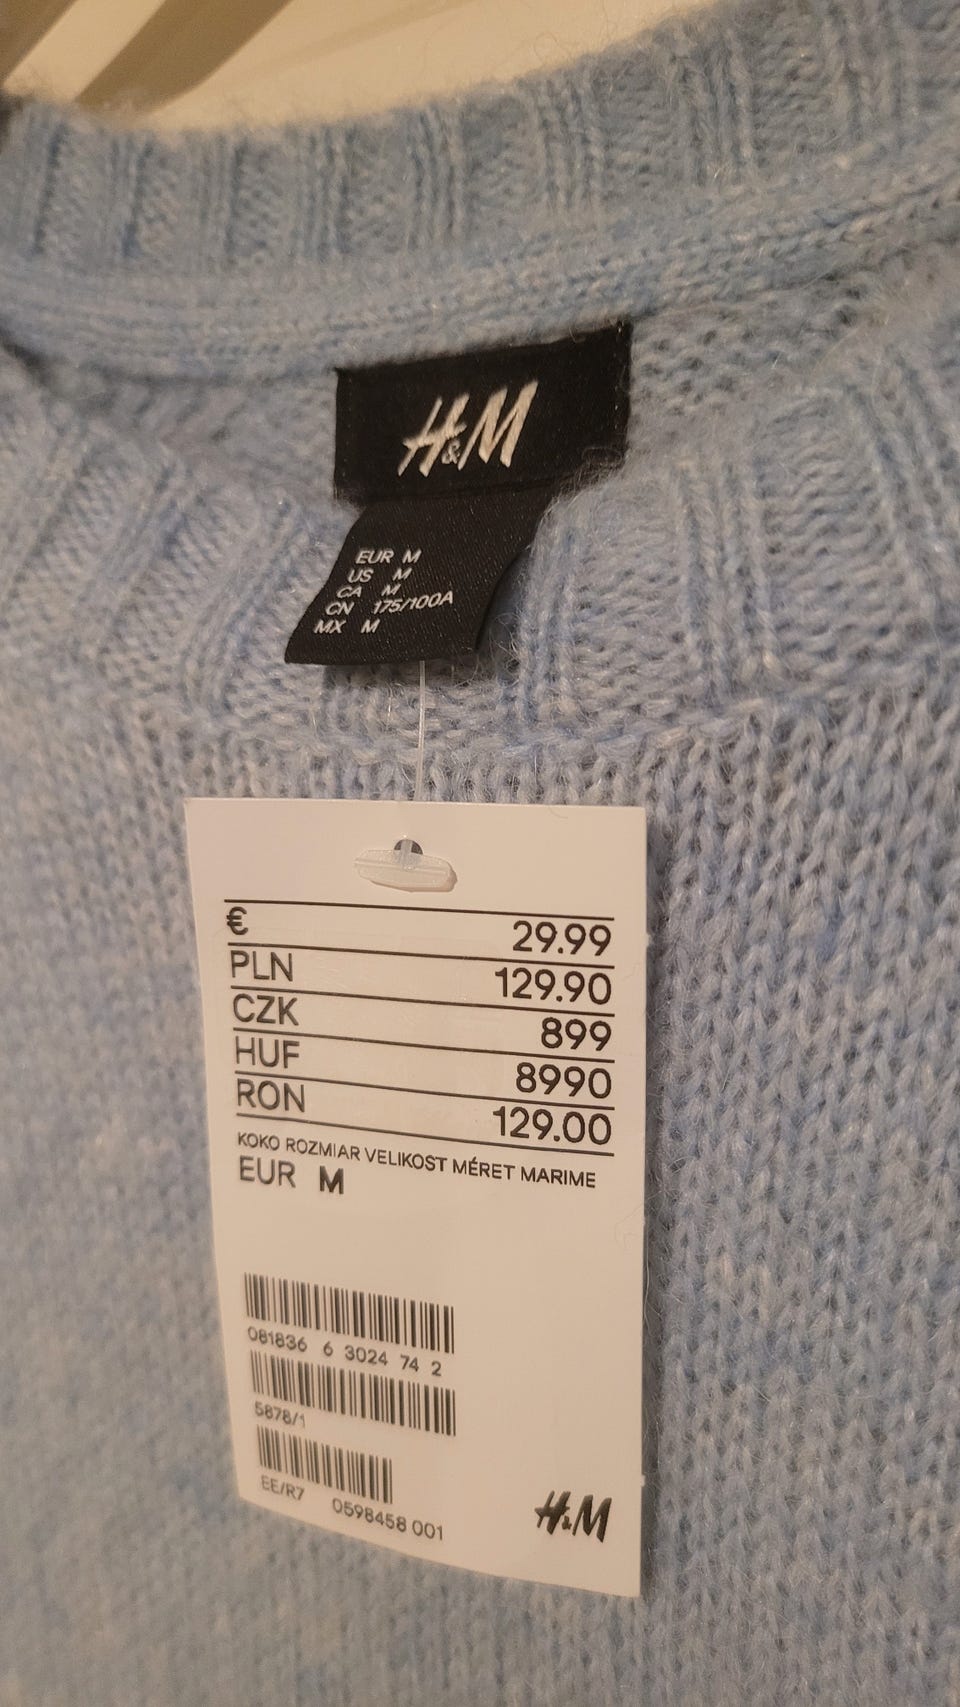 H&M
EUR M
US M
CA M
CN 175/100A
MX M
€ 29.99
PLN 129.90
CZK 899
HUF 8990
RON 129.00
KOKO ROZMIAR VELIKOST MÉRET MARIME
EUR M
081836 6 3024 74 2
5878/1
EE/R7 0598458 001
H&M